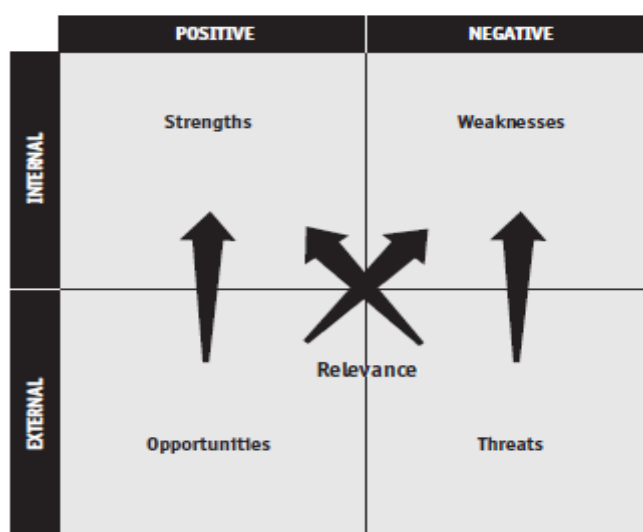 POSITIVE
NEGATIVE
INTERNAL
Strengths
Weaknesses
Relevance
EXTERNAL
Opportunities
Threats